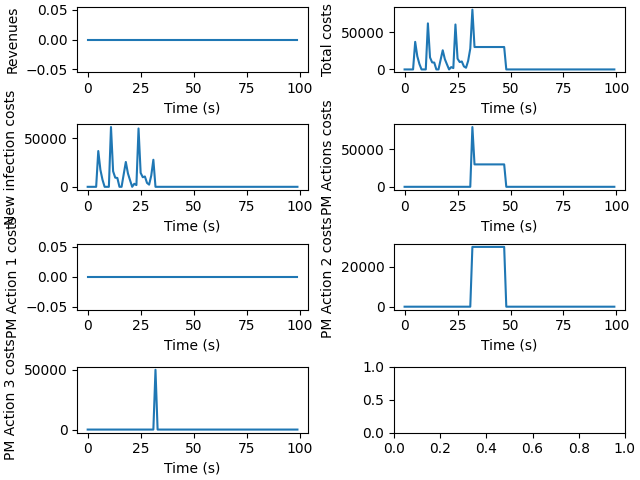 Revenues
0.05
0.00
−0.05
0 25 50 75 100
Time (s)
Total costs
50000
0
0 25 50 75 100
Time (s)
New infection costs
50000
0
0 25 50 75 100
Time (s)
PM Actions costs
50000
0
0 25 50 75 100
Time (s)
PM Action 1 costs
0.05
0.00
−0.05
0 25 50 75 100
Time (s)
PM Action 2 costs
20000
0
0 25 50 75 100
Time (s)
PM Action 3 costs
50000
0
0 25 50 75 100
Time (s)
1.0
0.5
0.0
0.0 0.2 0.4 0.6 0.8 1.0